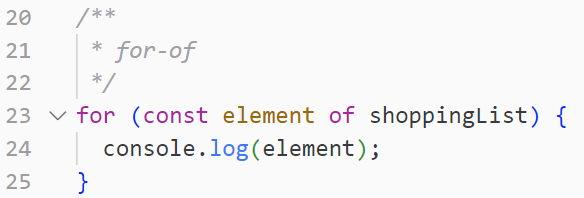 20 /**
21  * for-of
22  */
23 for (const element of shoppingList) {
24   console.log(element);
25 }